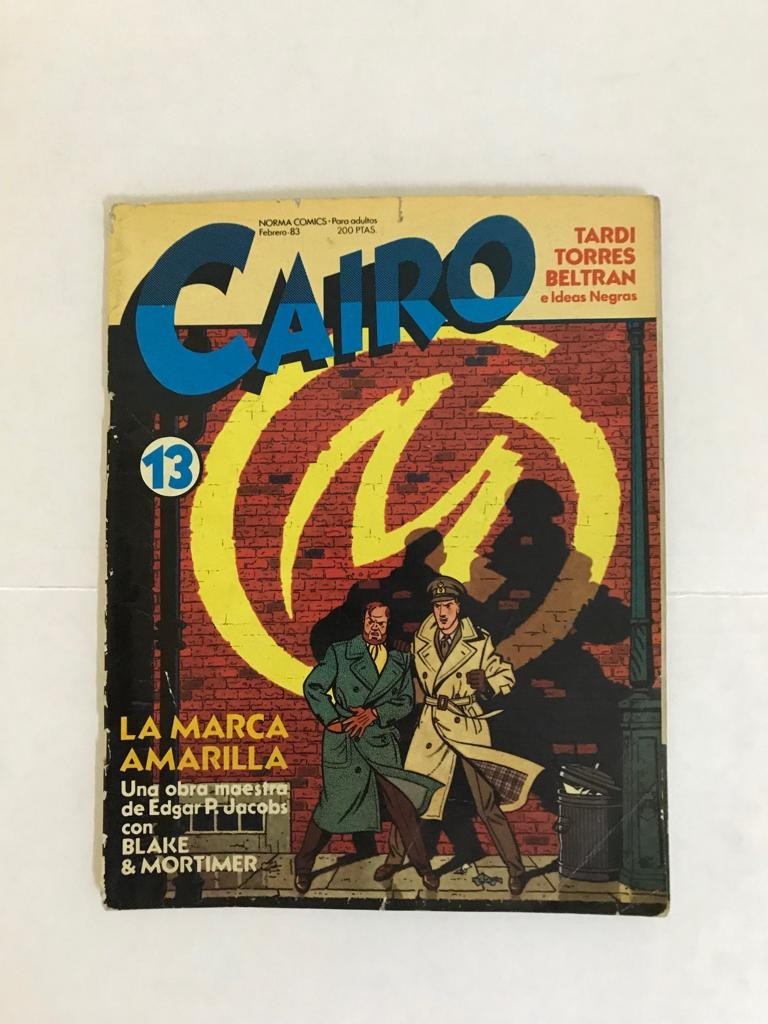 NORMA COMICS - Para adultos
Febrero-83 200 PTAS.
CAIRO
TARDI
TORRES
BELTRAN
e Ideas Negras
13
LA MARCA
AMARILLA
Una obra maestra
de Edgar P. Jacobs
con
BLAKE
& MORTIMER